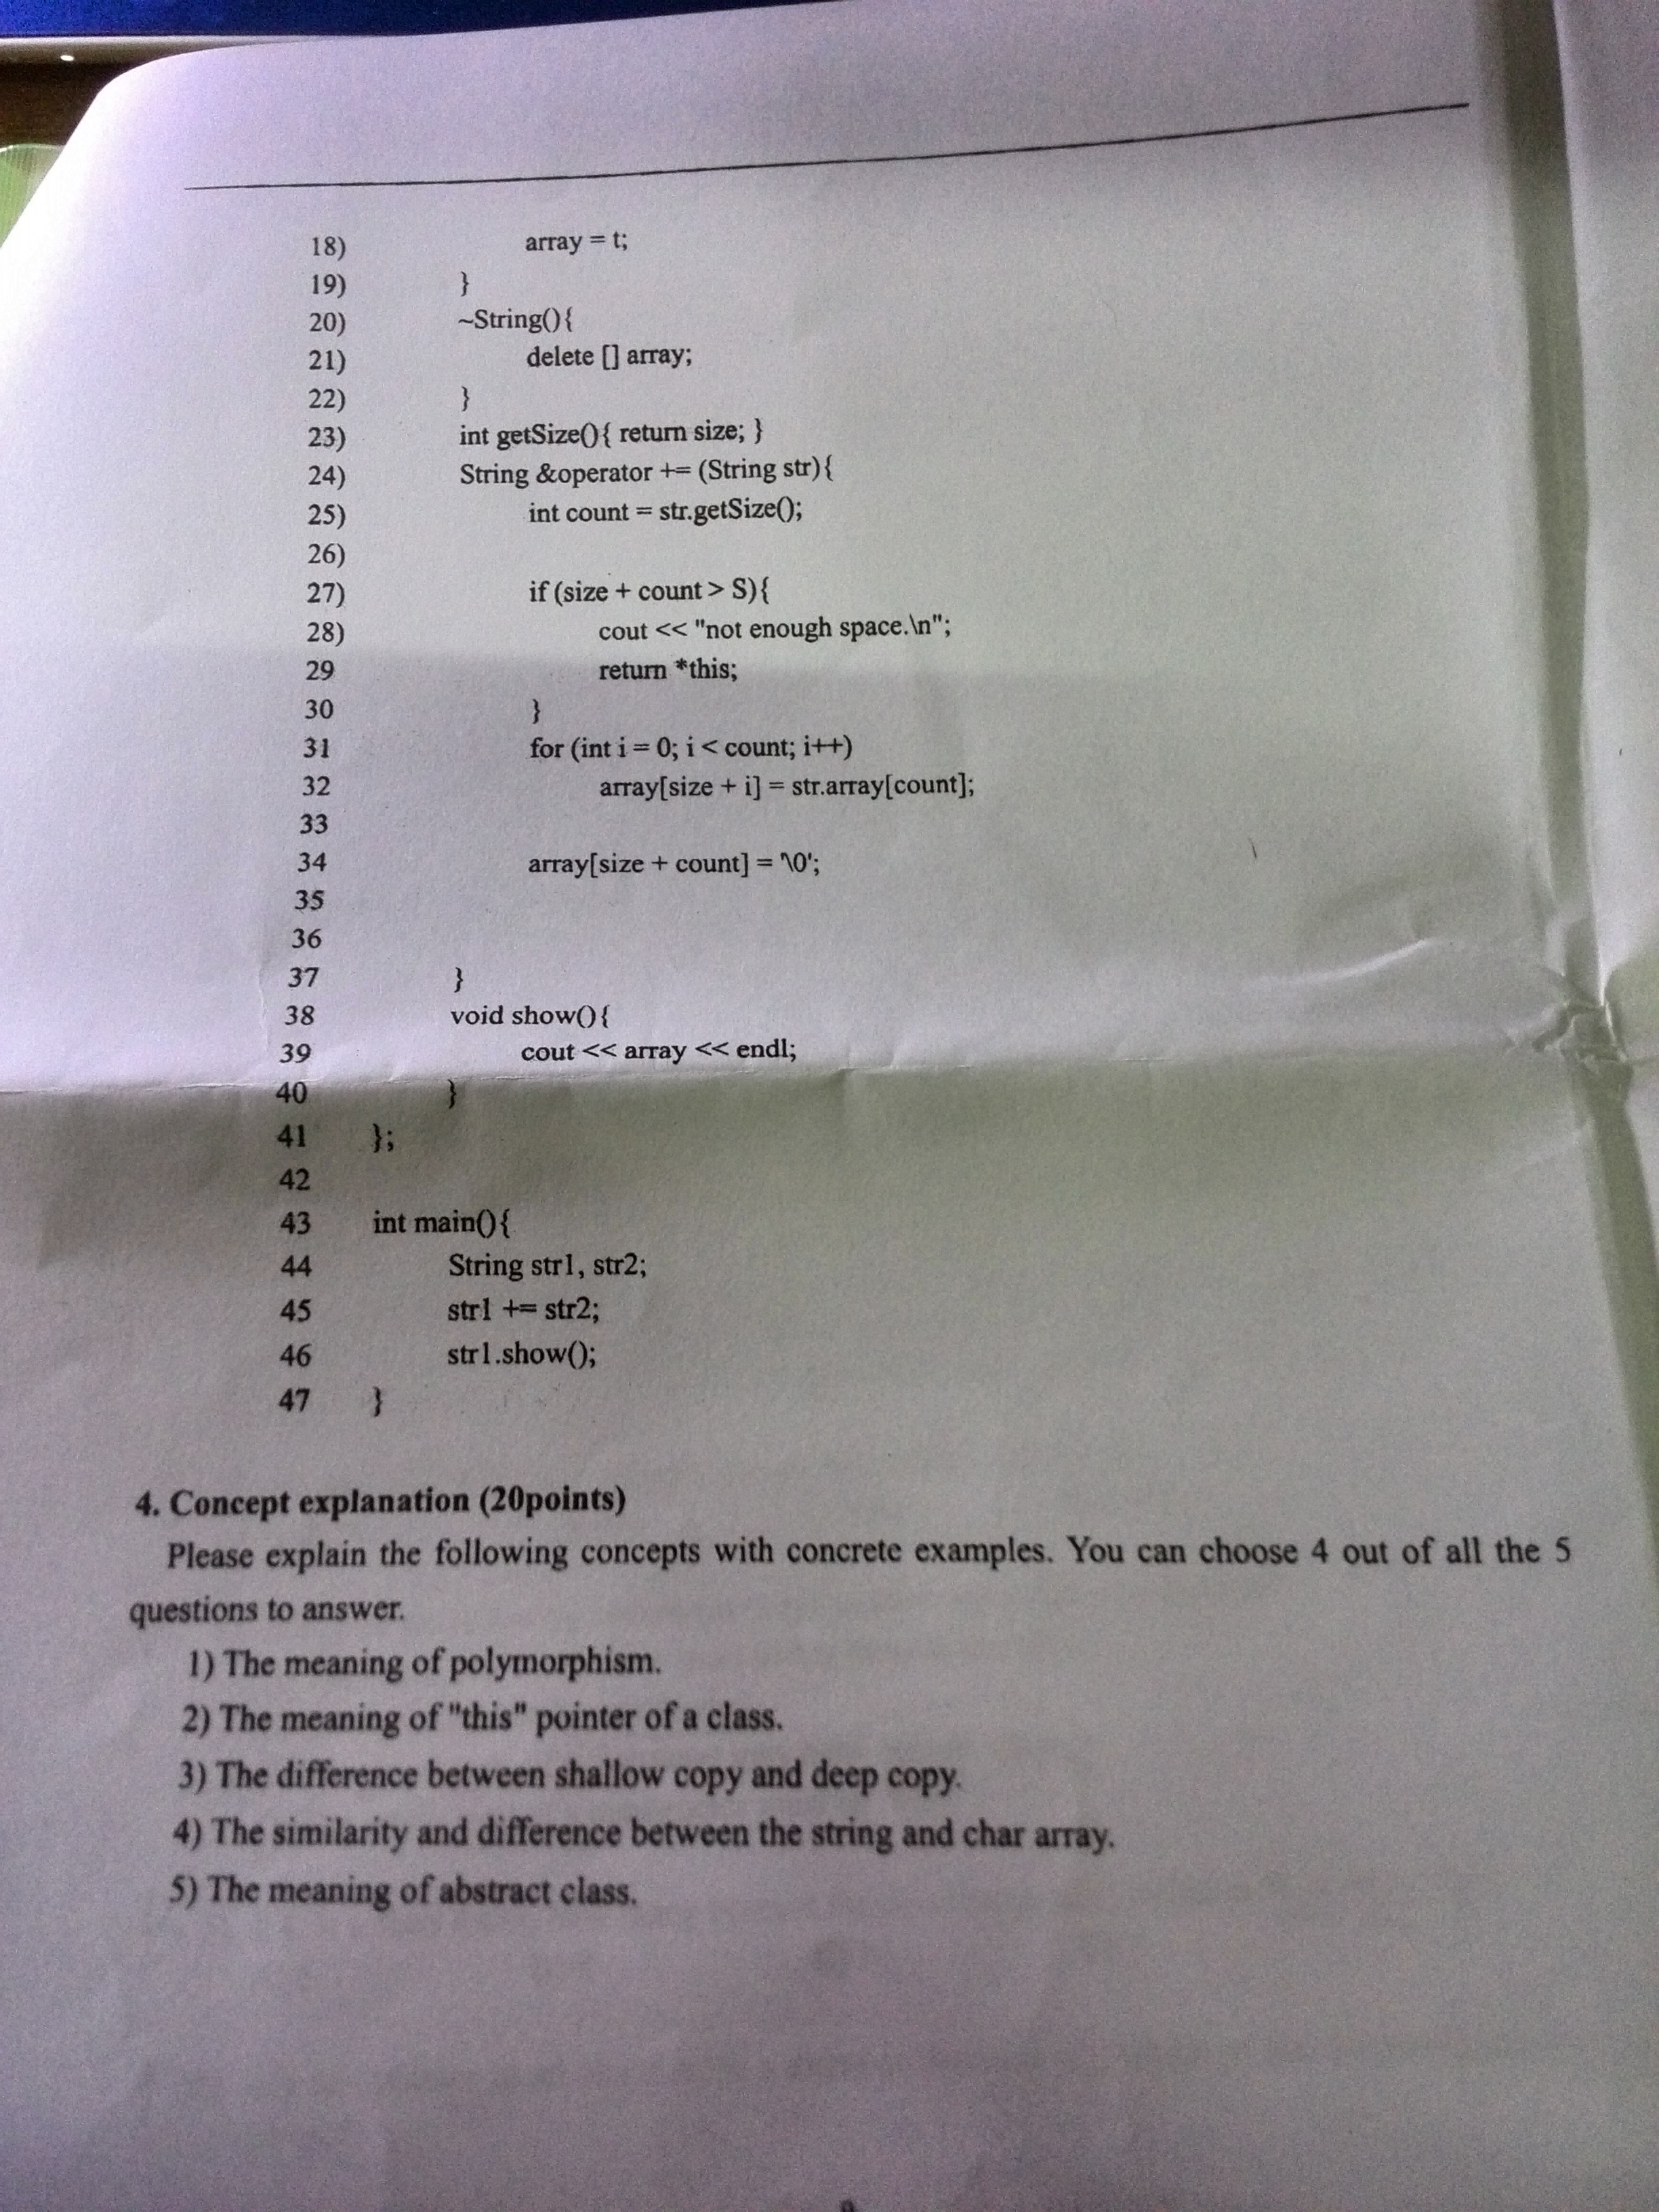 18) array = t;
19) }
20) ~String(){
21) delete [] array;
22) }
23) int getSize(){ return size; }
24) String &operator += (String str){
25) int count = str.getSize();
26)
27) if (size + count > S){
28) cout << "not enough space.\n";
29 return *this;
30 }
31 for (int i = 0; i < count; i++)
32 array[size + i] = str.array[count];
33
34 array[size + count] = '\0';
35
36
37 }
38 void show(){
39 cout << array << endl;
40 }
41 };
42
43 int main(){
44 String str1, str2;
45 str1 += str2;
46 str1.show();
47 }
4. Concept explanation (20points)
Please explain the following concepts with concrete examples. You can choose 4 out of all the 5
questions to answer.
1) The meaning of polymorphism.
2) The meaning of "this" pointer of a class.
3) The difference between shallow copy and deep copy.
4) The similarity and difference between the string and char array.
5) The meaning of abstract class.